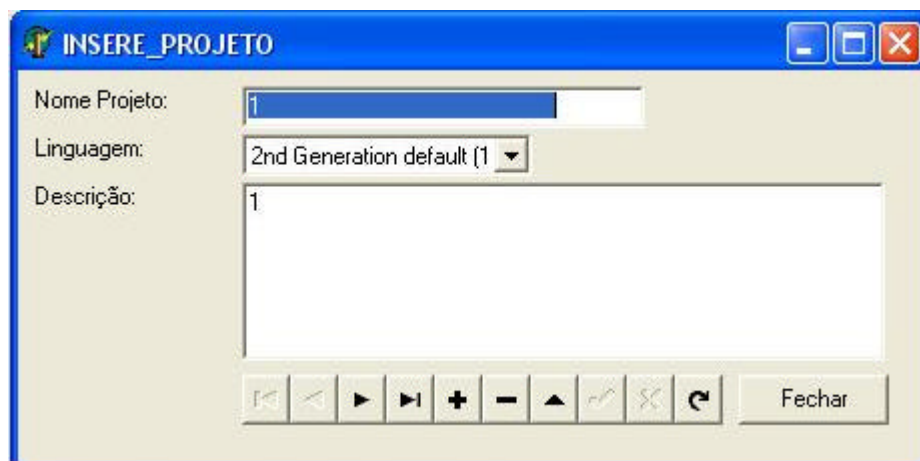 INSERE_PROJETO
Nome Projeto:
1
Linguagem:
2nd Generation default (1
Descrição:
1
Fechar